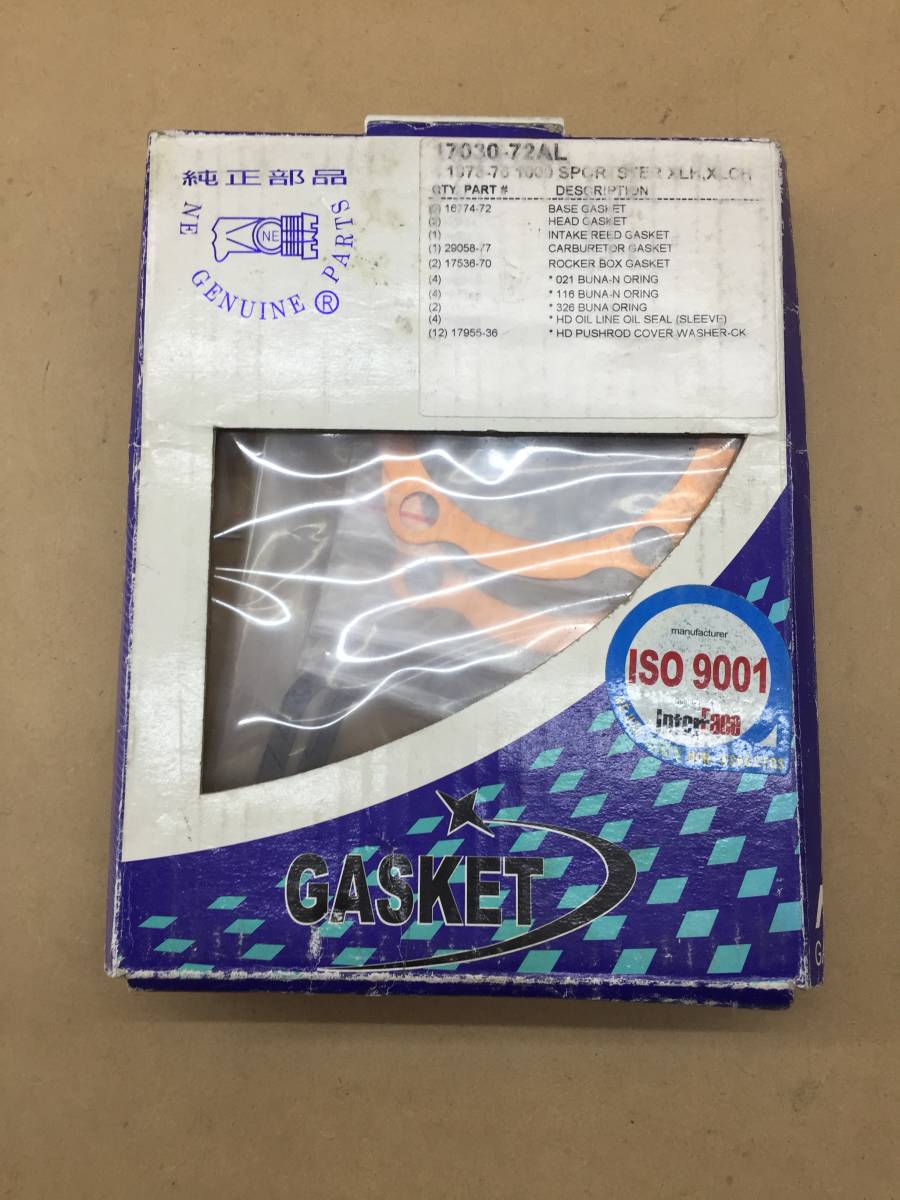 17030-72AL
1000 SPORTSTER XLH,XLCH
QTY. PART # DESCRIPTION
16774-72 BASE GASKET
HEAD GASKET
(1) INTAKE REED GASKET
(1) 29058-77 CARBURETOR GASKET
(2) 17536-70 ROCKER BOX GASKET
(4) * 021 BUNA-N ORING
(4) * 116 BUNA-N ORING
(2) * 326 BUNA ORING
(4) * HD OIL LINE OIL SEAL (SLEEVE)
(12) 17955-36 * HD PUSHROD COVER WASHER-CK
純正部品
NE
NE GENUINE PARTS
®
manufacturer
ISO 9001
InterFace
GASKET